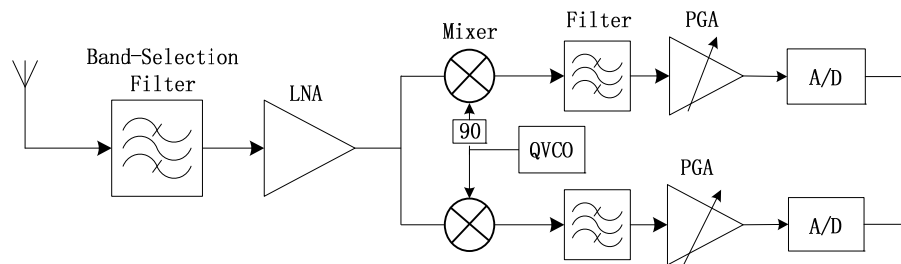 Band-Selection
Filter
LNA
Mixer
Filter
PGA
A/D
90
QVCO
PGA
A/D